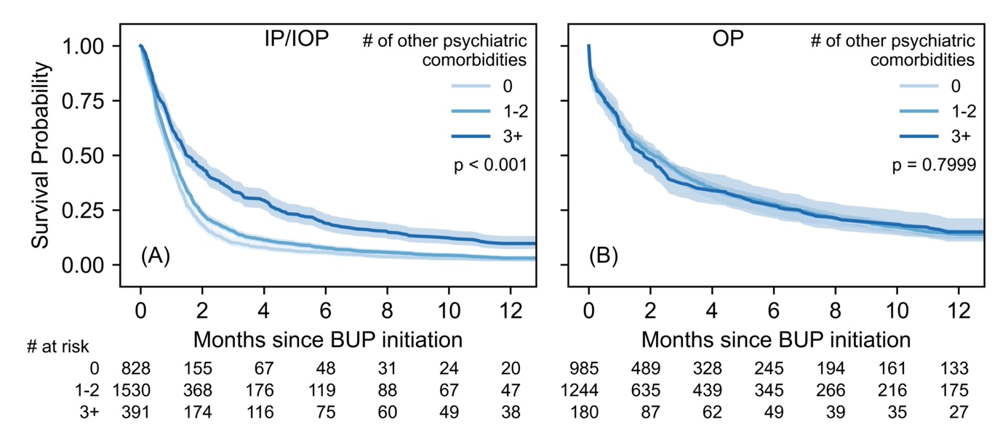 IP/IOP
# of other psychiatric
comorbidities
0
1-2
3+
p < 0.001
(A)
Survival Probability
1.00
0.75
0.50
0.25
0.00
0 2 4 6 8 10 12
Months since BUP initiation
OP
# of other psychiatric
comorbidities
0
1-2
3+
p = 0.7999
(B)
0 2 4 6 8 10 12
Months since BUP initiation
# at risk
0 828 155 67 48 31 24 20 985 489 328 245 194 161 133
1-2 1530 368 176 119 88 67 47 1244 635 439 345 266 216 175
3+ 391 174 116 75 60 49 38 180 87 62 49 39 35 27